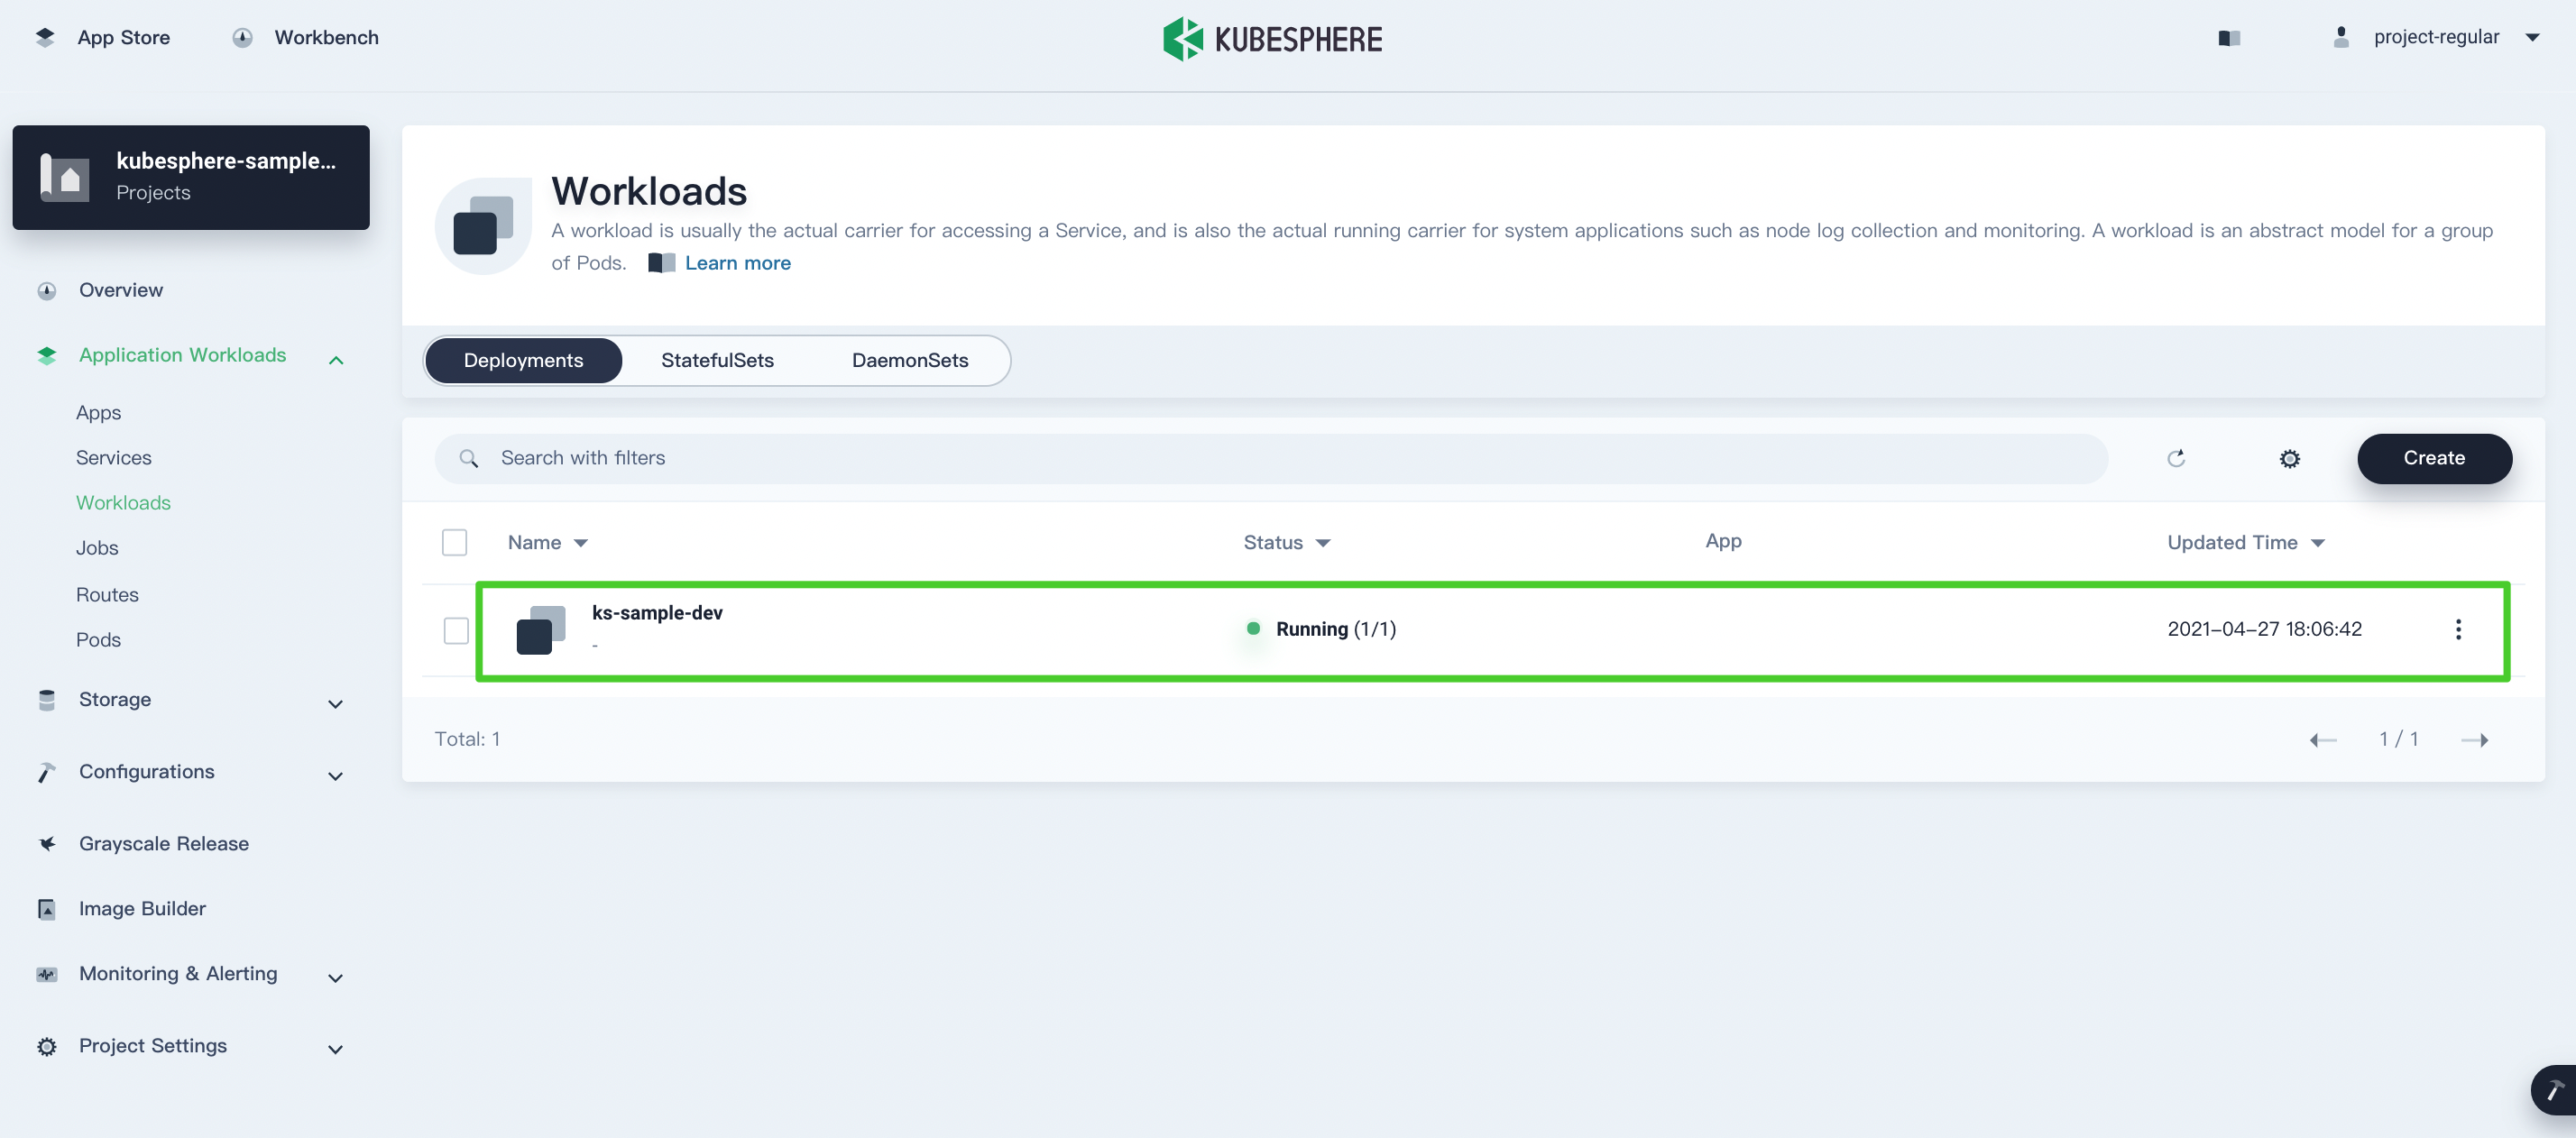 App Store
Workbench
KUBESPHERE
project-regular
kubesphere-sample...
Projects
Overview
Application Workloads
Apps
Services
Workloads
Jobs
Routes
Pods
Storage
Configurations
Grayscale Release
Image Builder
Monitoring & Alerting
Project Settings
Workloads
A workload is usually the actual carrier for accessing a Service, and is also the actual running carrier for system applications such as node log collection and monitoring. A workload is an abstract model for a group
of Pods. Learn more
Deployments StatefulSets DaemonSets
Search with filters
Create
Name Status App Updated Time
ks-sample-dev
-
Running (1/1)
2021-04-27 18:06:42
Total: 1
1 / 1